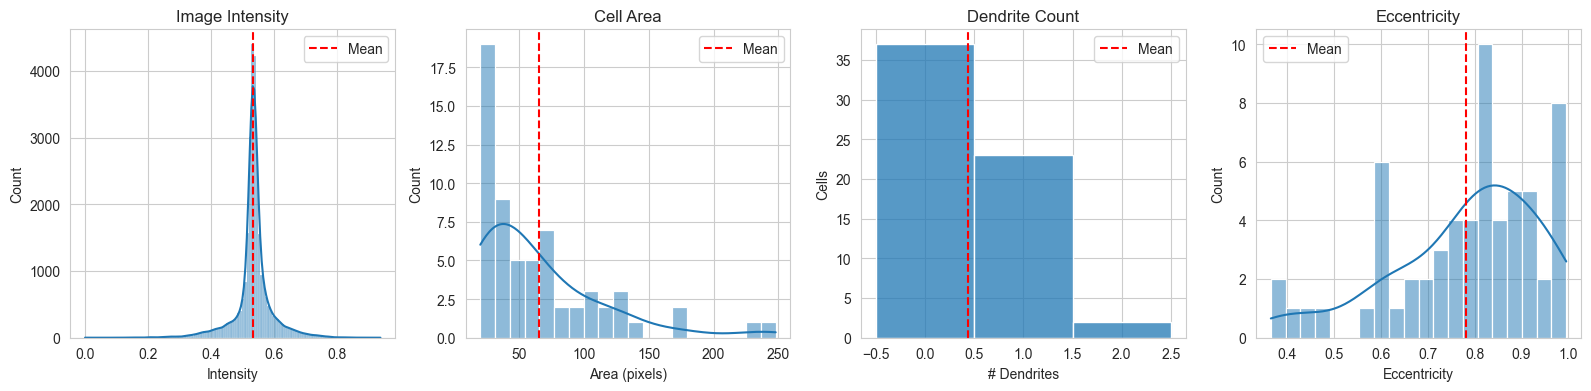 Image Intensity
Mean
Count
4000
3000
2000
1000
0
0.0 0.2 0.4 0.6 0.8
Intensity
Cell Area
Mean
Count
17.5
15.0
12.5
10.0
7.5
5.0
2.5
0.0
50 100 150 200 250
Area (pixels)
Dendrite Count
Mean
Cells
35
30
25
20
15
10
5
0
−0.5 0.0 0.5 1.0 1.5 2.0 2.5
# Dendrites
Eccentricity
Mean
Count
10
8
6
4
2
0
0.4 0.5 0.6 0.7 0.8 0.9 1.0
Eccentricity